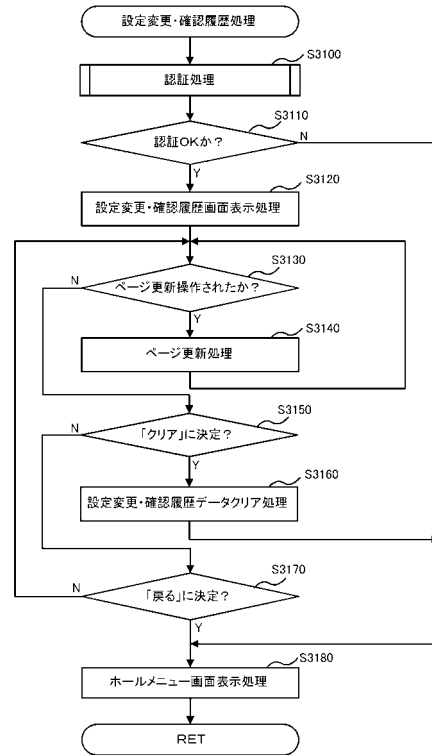 設定変更・確認履歴処理
S3100
認証処理
S3110
認証OKか？
N
Y
S3120
設定変更・確認履歴画面表示処理
S3130
N
ページ更新操作されたか？
Y
S3140
ページ更新処理
S3150
N
「クリア」に決定？
Y
S3160
設定変更・確認履歴データクリア処理
S3170
N
「戻る」に決定？
Y
S3180
ホールメニュー画面表示処理
RET